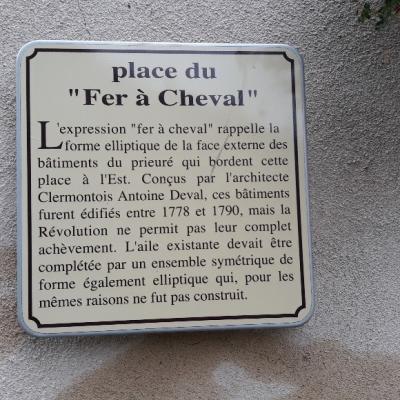 place du
"Fer à Cheval"
L'expression "fer à cheval" rappelle la
forme elliptique de la face externe des
bâtiments du prieuré qui bordent cette
place à l'Est. Conçus par l'architecte
Clermontois Antoine Deval, ces bâtiments
furent édifiés entre 1778 et 1790, mais la
Révolution ne permit pas leur complet
achèvement. L'aile existante devait être
complétée par un ensemble symétrique de
forme également elliptique qui, pour les
mêmes raisons ne fut pas construit.